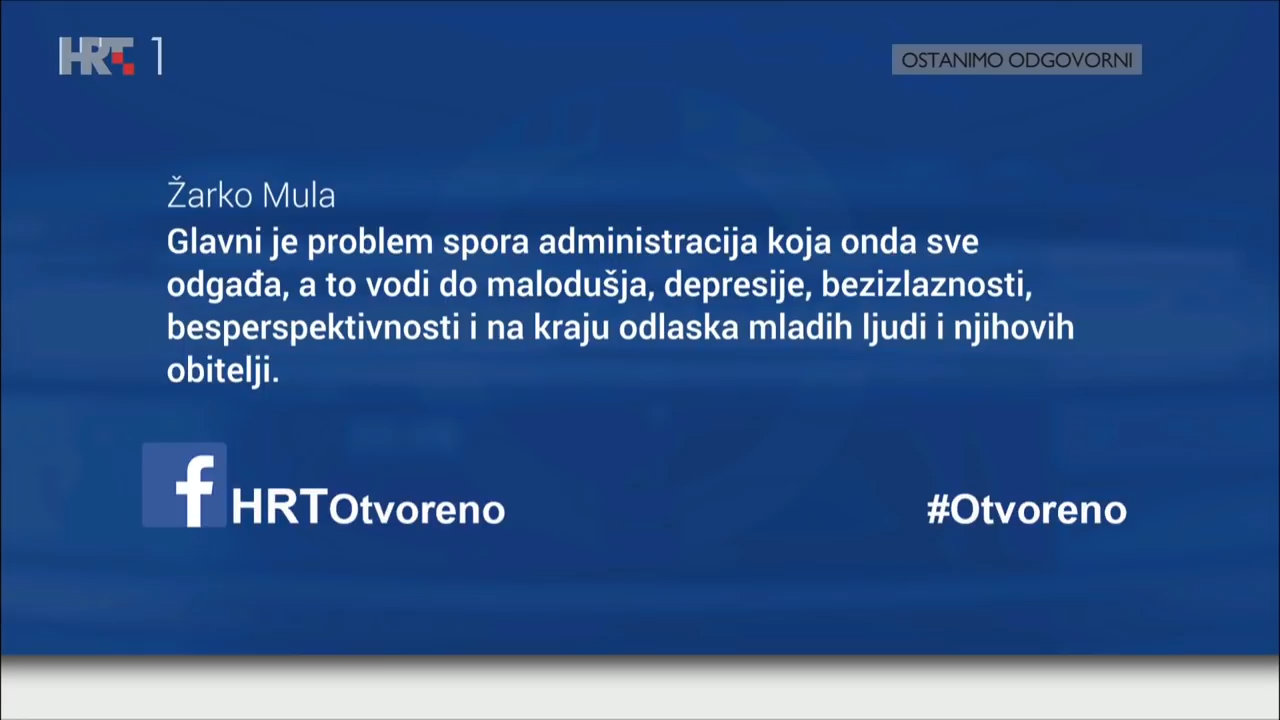 HRT 1
OSTANIMO ODGOVORNI
Žarko Mula
Glavni je problem spora administracija koja onda sve
odgađa, a to vodi do malodušja, depresije, bezizlaznosti,
besperspektivnosti i na kraju odlaska mladih ljudi i njihovih
obitelji.
f HRTOtvoreno
#Otvoreno